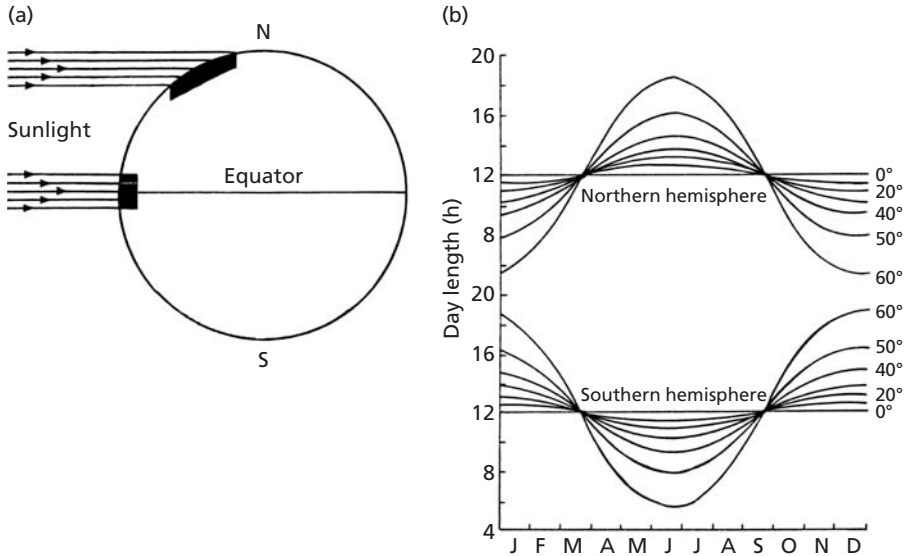 (a)
N
Sunlight
Equator
S
(b)
Day length (h)
20
16
12
8
20
16
12
8
4
Northern hemisphere
0°
20°
40°
50°
60°
Southern hemisphere
60°
50°
40°
20°
0°
J F M A M J J A S O N D